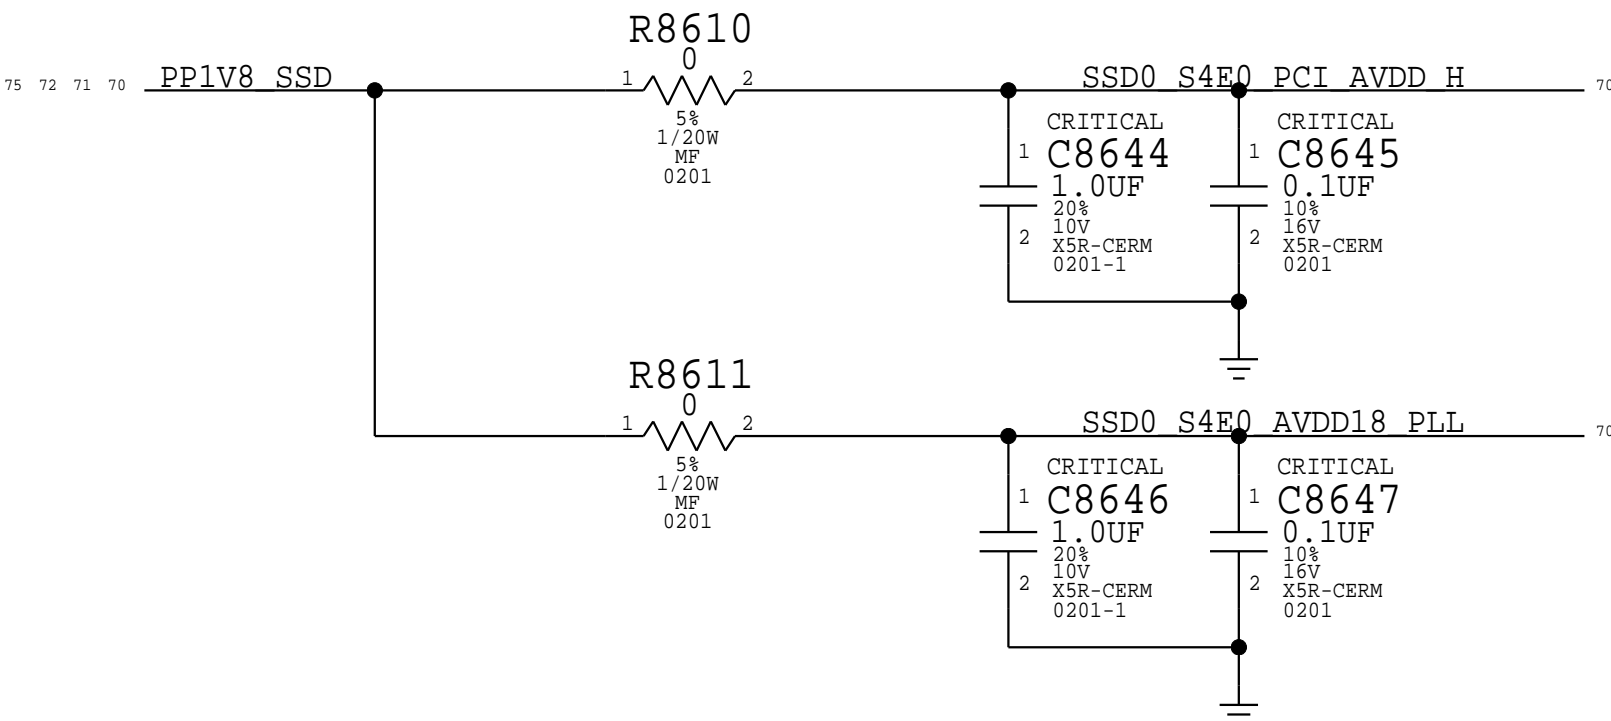 R8610
0
75 72 71 70 PP1V8_SSD 1 2 SSD0_S4E0_PCI_AVDD_H 70
5%
1/20W
MF
0201
CRITICAL
1 C8644
1.0UF
20%
10V
2 X5R-CERM
0201-1
CRITICAL
1 C8645
0.1UF
10%
16V
2 X5R-CERM
0201
R8611
0
1 2 SSD0_S4E0_AVDD18_PLL 70
5%
1/20W
MF
0201
CRITICAL
1 C8646
1.0UF
20%
10V
2 X5R-CERM
0201-1
CRITICAL
1 C8647
0.1UF
10%
16V
2 X5R-CERM
0201